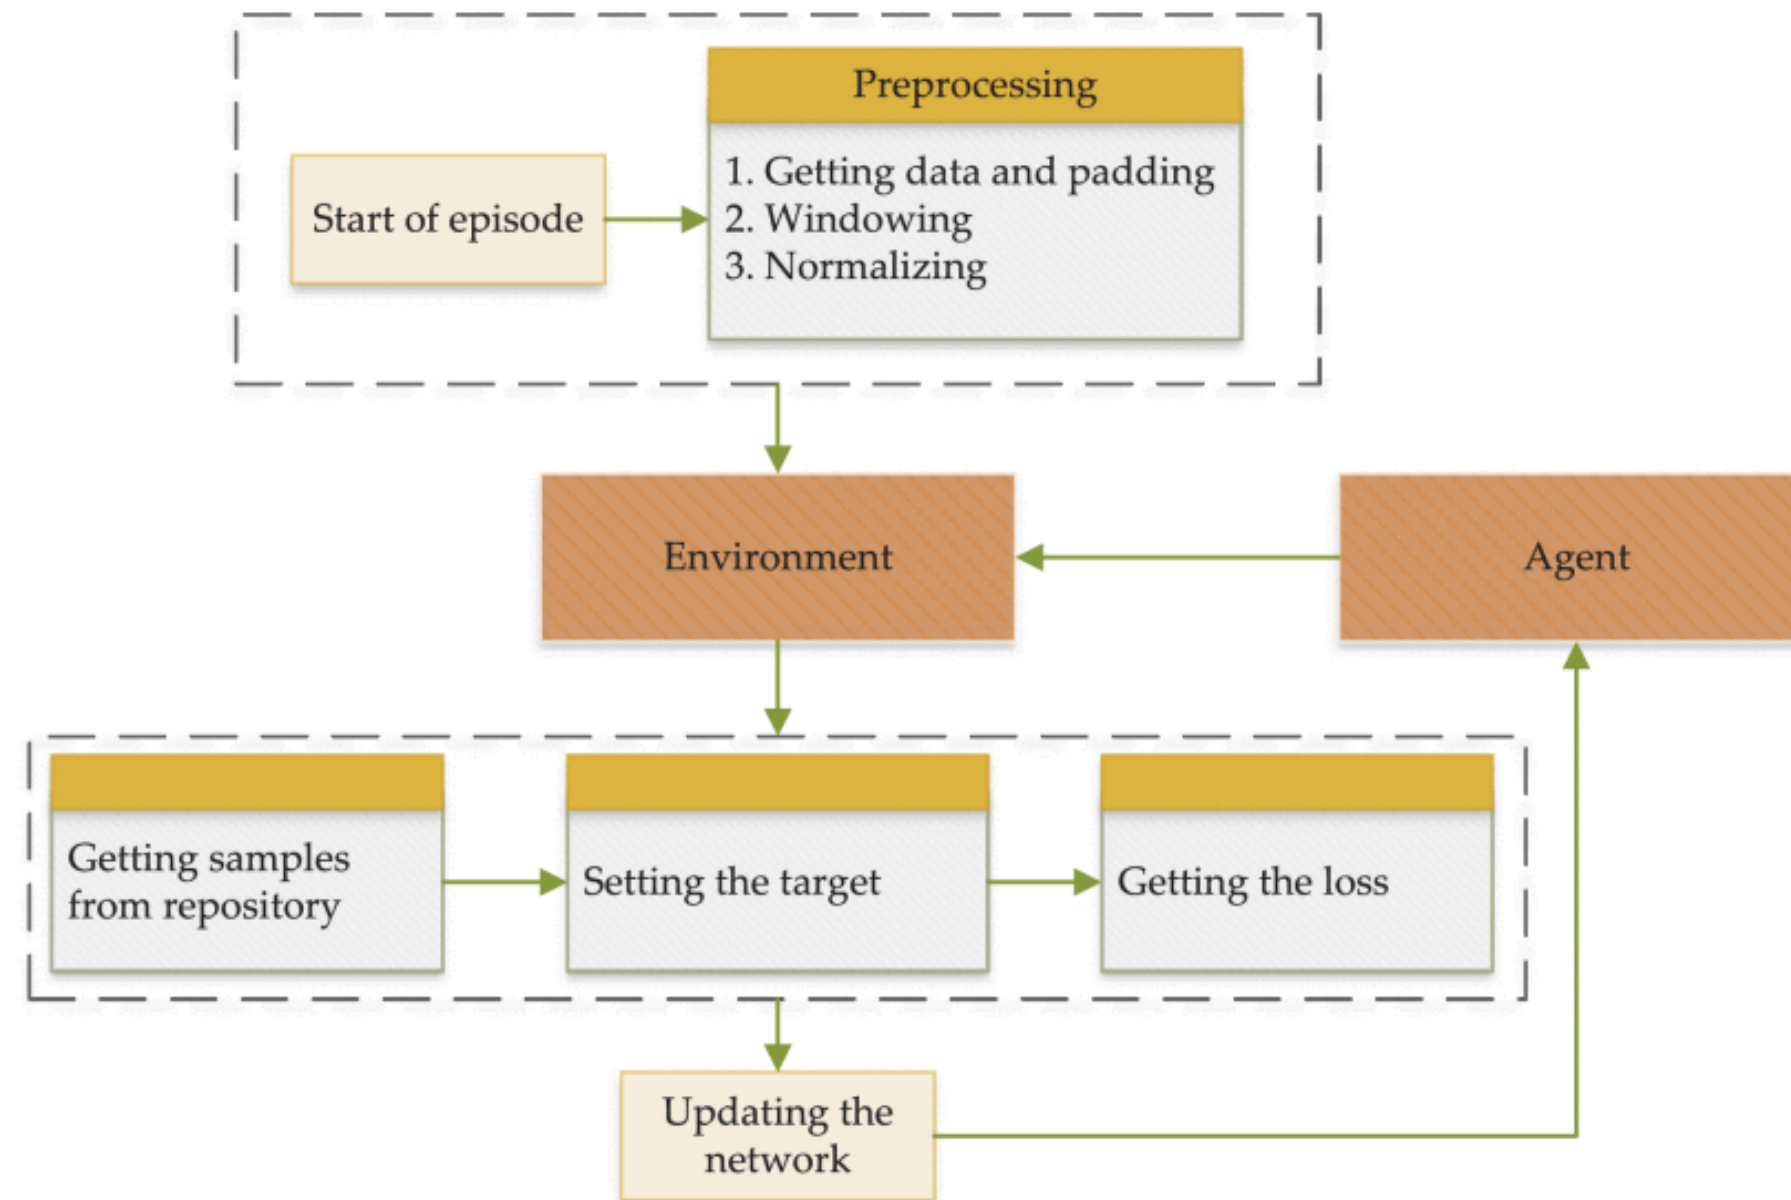 Preprocessing
Start of episode
1. Getting data and padding
2. Windowing
3. Normalizing
Environment
Agent
Getting samples
from repository
Setting the target
Getting the loss
Updating the
network